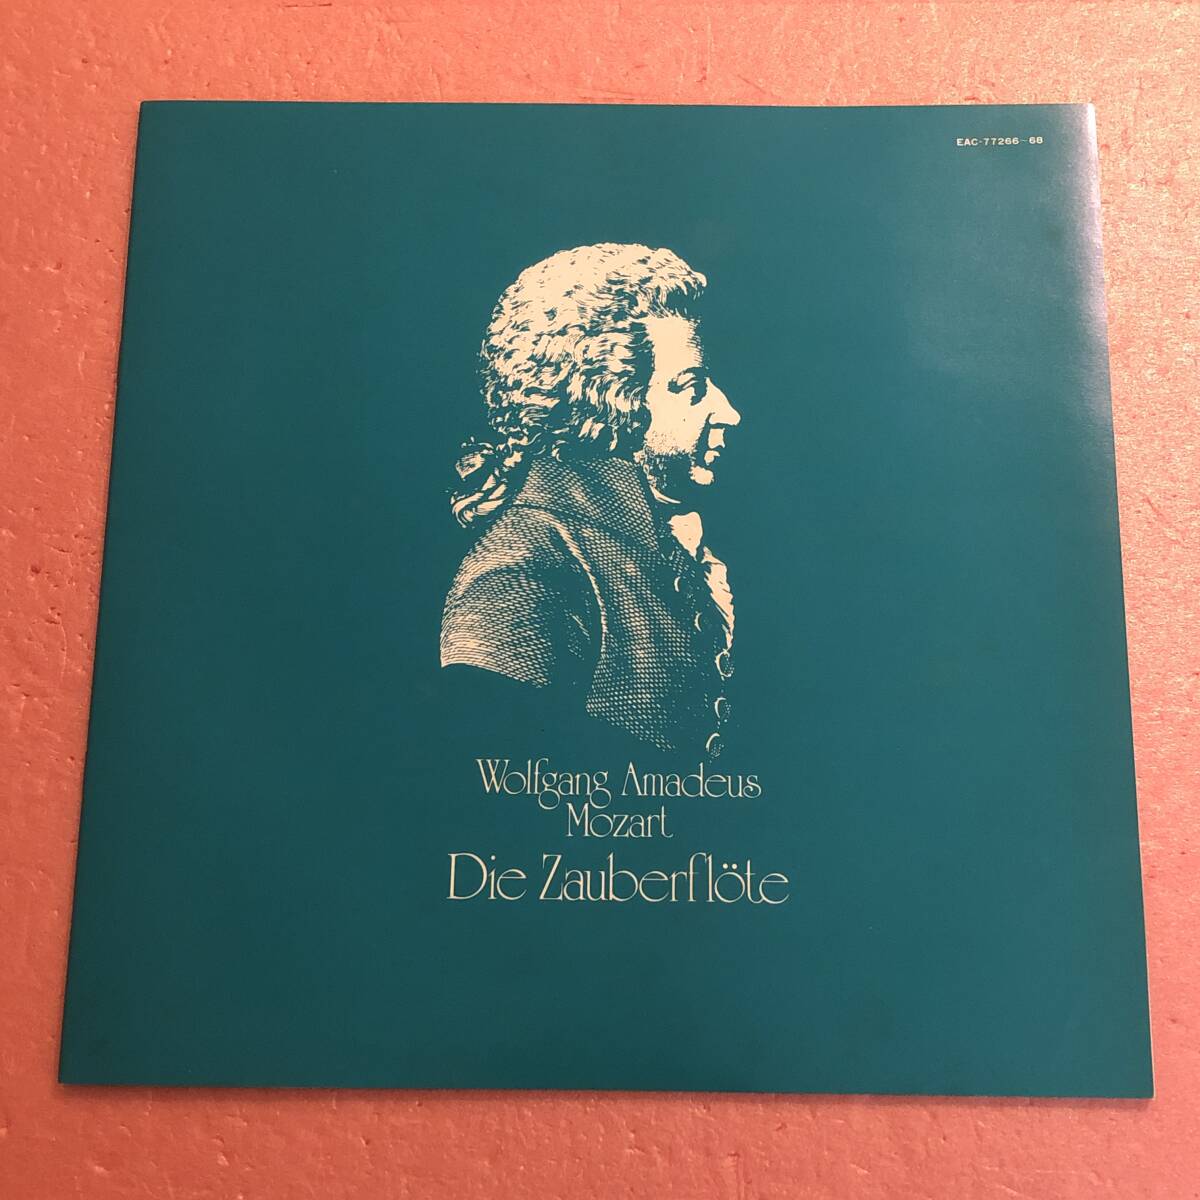 EAC-77266~68
Wolfgang Amadeus
Mozart
Die Zauberflöte